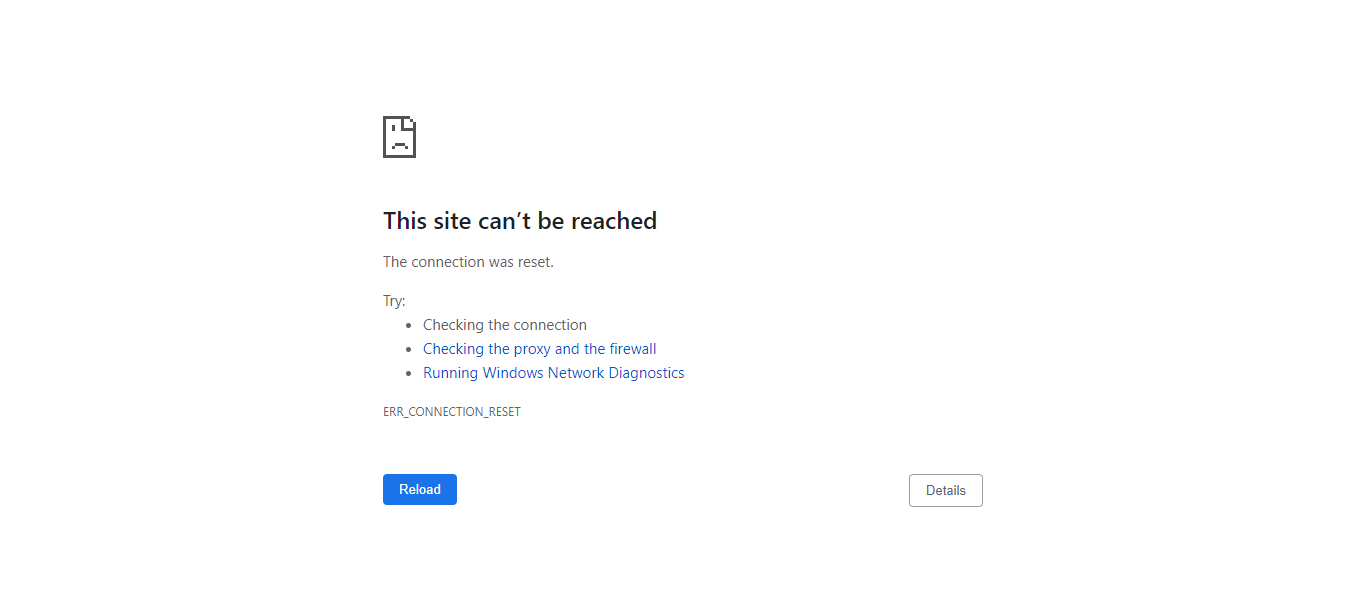 This site can’t be reached
The connection was reset.
Try:
Checking the connection
Checking the proxy and the firewall
Running Windows Network Diagnostics
ERR_CONNECTION_RESET
Reload
Details